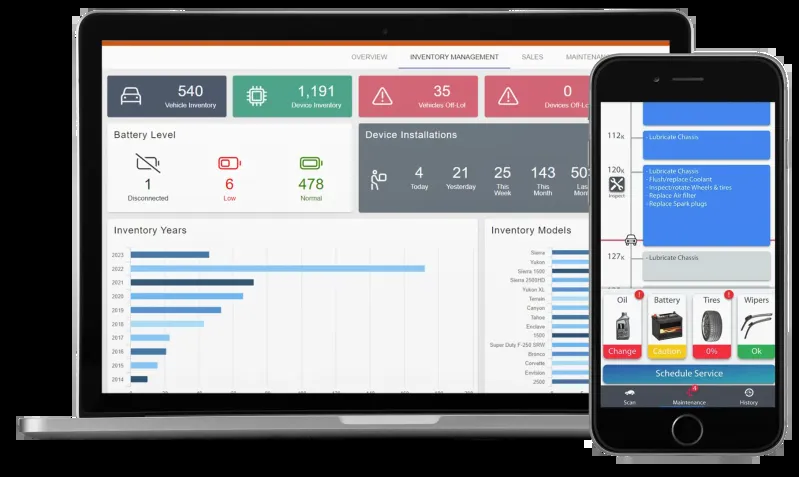 OVERVIEW
INVENTORY MANAGEMENT
SALES
540
Vehicle Inventory
1,191
Device Inventory
35
Vehicles Off-Lot
0
Devices Off-Lot
Battery Level
1
Disconnected
6
Low
478
Normal
Device Installations
4
Today
21
Yesterday
25
This
Week
143
This
Month
Inventory Years
2023
2022
2021
2020
2019
2018
2017
2016
2015
2014
Inventory Models
Sierra
Yukon
Sierra 1500
Sierra 2500HD
Yukon XL
Terrain
Canyon
Tahoe
Enclave
1500
Super Duty F-250 SRW
Bronco
Corvette
Envision
2500
112K
- Lubricate Chassis
120K
Inspect
- Lubricate Chassis
- Flush/replace Coolant
- Inspect/rotate Wheels & tires
- Replace Air filter
- Replace Spark plugs
127K
- Lubricate Chassis
Oil
!
Change
Battery
Caution
Tires
!
0%
Wipers
Ok
Schedule Service
Scan
4
Maintenance
History